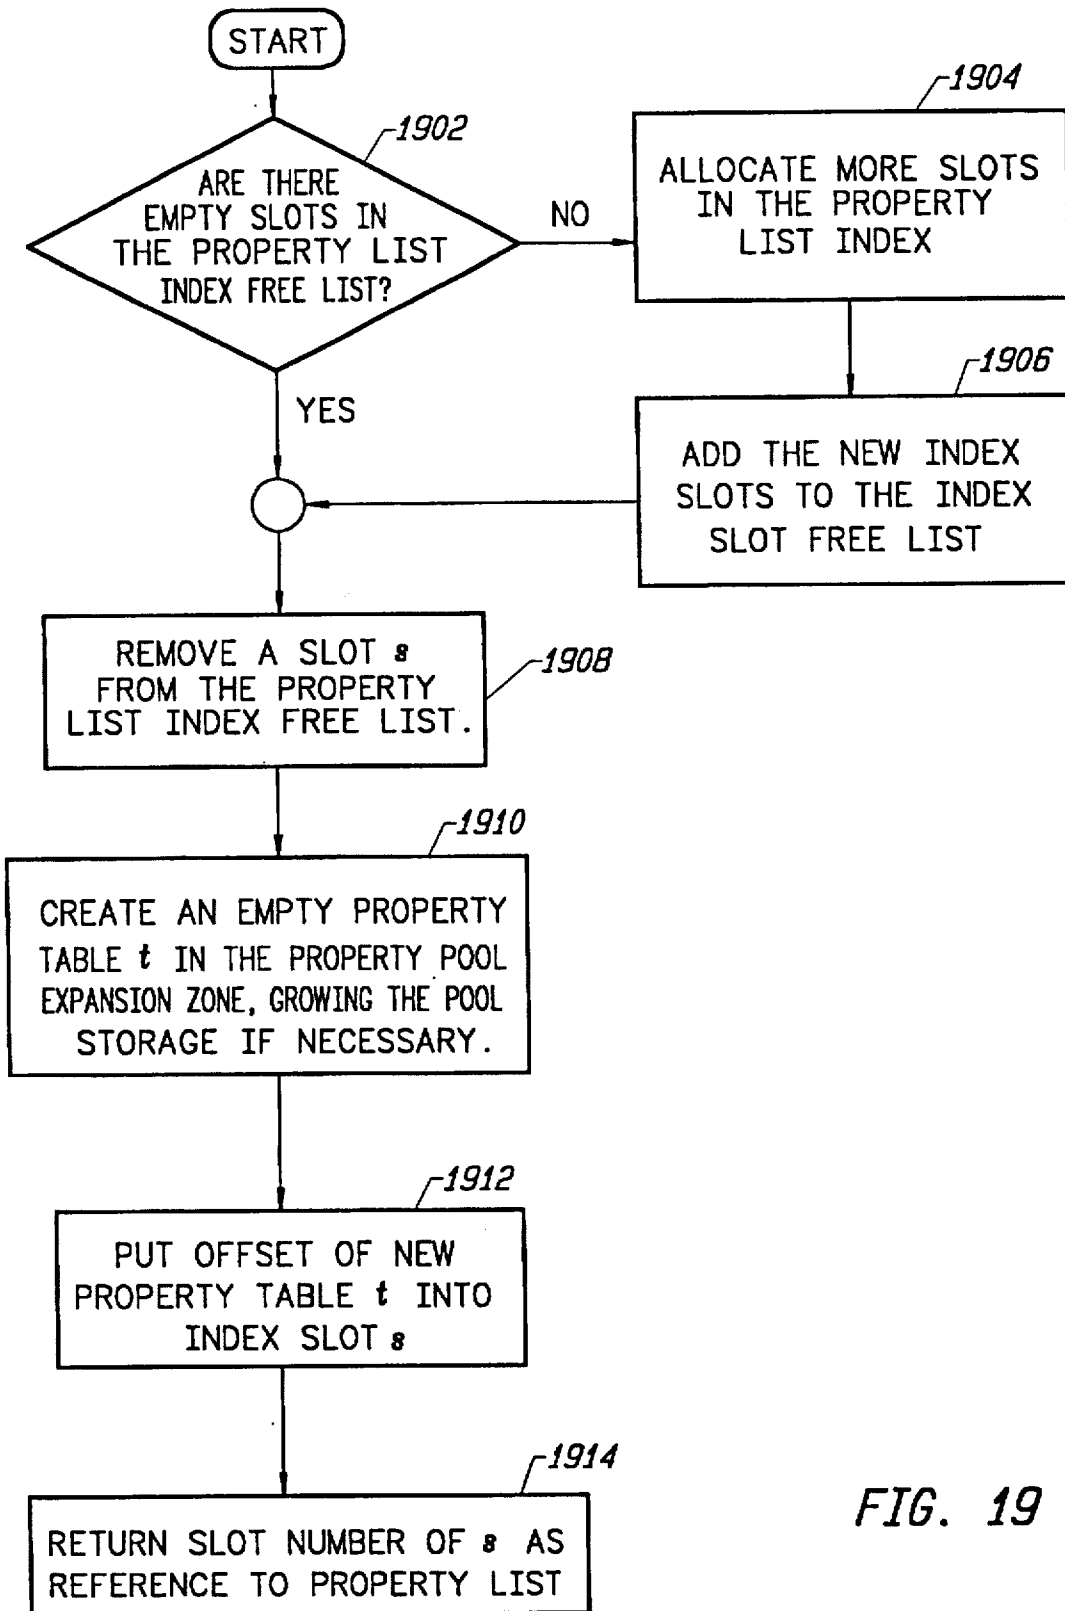 START
1902
ARE THERE
EMPTY SLOTS IN
THE PROPERTY LIST
INDEX FREE LIST?
NO
YES
1904
ALLOCATE MORE SLOTS
IN THE PROPERTY
LIST INDEX
1906
ADD THE NEW INDEX
SLOTS TO THE INDEX
SLOT FREE LIST
REMOVE A SLOT s
FROM THE PROPERTY
LIST INDEX FREE LIST.
1908
1910
CREATE AN EMPTY PROPERTY
TABLE t IN THE PROPERTY POOL
EXPANSION ZONE, GROWING THE POOL
STORAGE IF NECESSARY.
1912
PUT OFFSET OF NEW
PROPERTY TABLE t INTO
INDEX SLOT s
1914
RETURN SLOT NUMBER OF s AS
REFERENCE TO PROPERTY LIST
FIG. 19